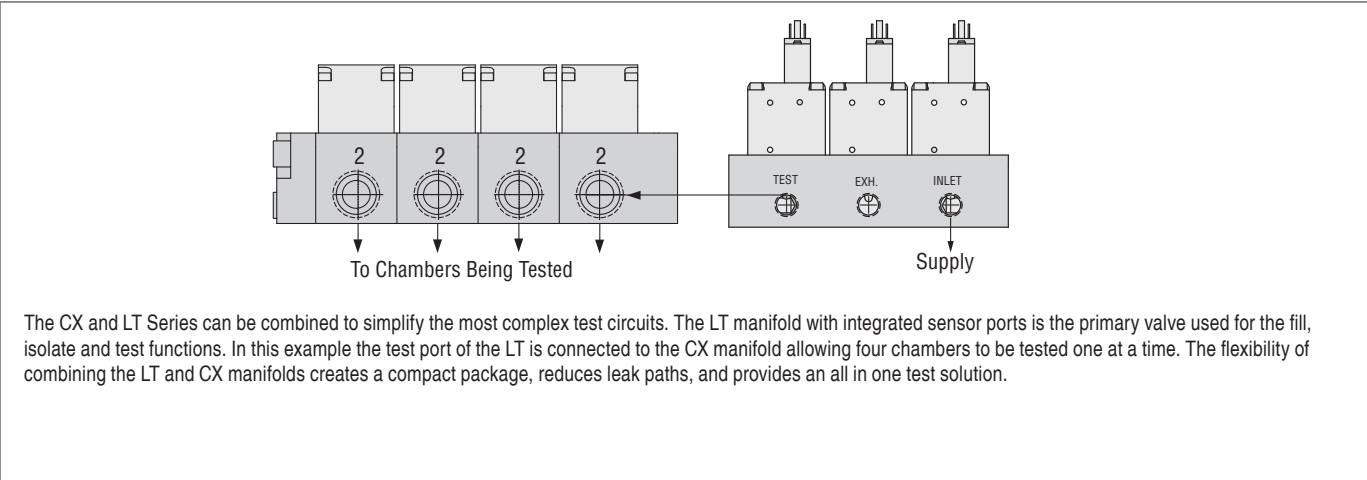 2 2 2 2
TEST EXH. INLET
To Chambers Being Tested
Supply
The CX and LT Series can be combined to simplify the most complex test circuits. The LT manifold with integrated sensor ports is the primary valve used for the fill,
isolate and test functions. In this example the test port of the LT is connected to the CX manifold allowing four chambers to be tested one at a time. The flexibility of
combining the LT and CX manifolds creates a compact package, reduces leak paths, and provides an all in one test solution.